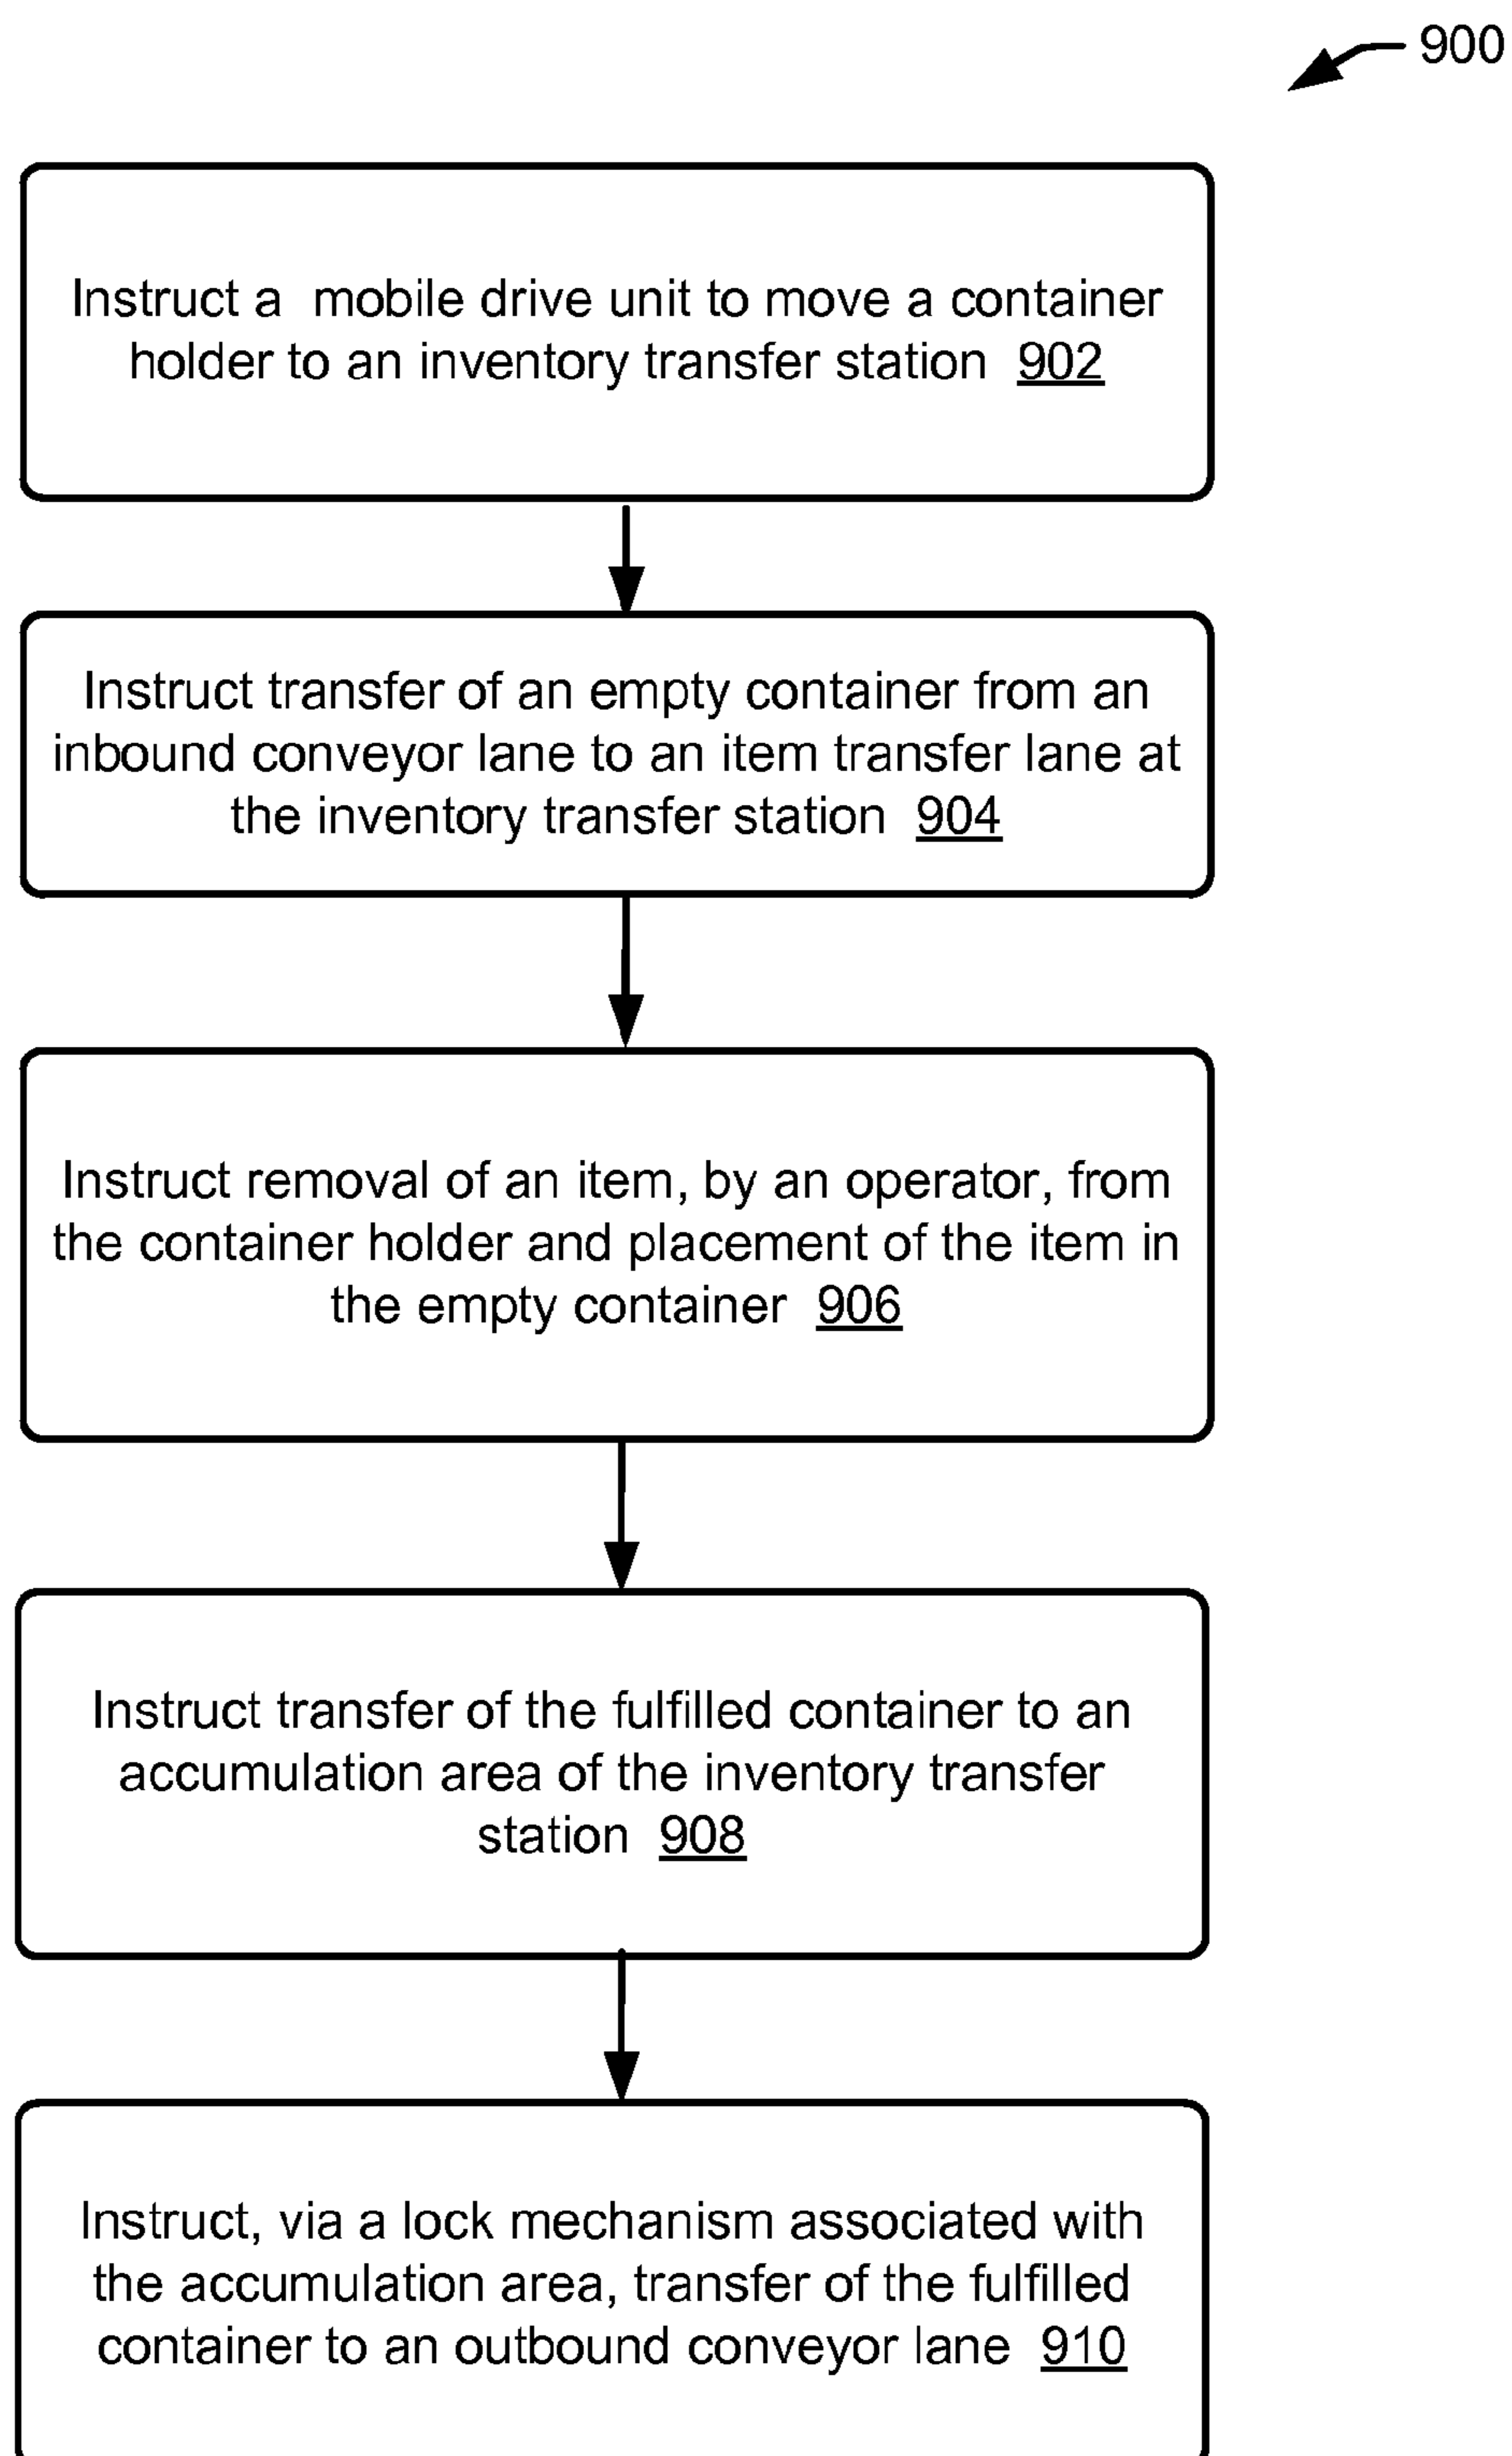 900
Instruct a mobile drive unit to move a container
holder to an inventory transfer station 902
Instruct transfer of an empty container from an
inbound conveyor lane to an item transfer lane at
the inventory transfer station 904
Instruct removal of an item, by an operator, from
the container holder and placement of the item in
the empty container 906
Instruct transfer of the fulfilled container to an
accumulation area of the inventory transfer
station 908
Instruct, via a lock mechanism associated with
the accumulation area, transfer of the fulfilled
container to an outbound conveyor lane 910